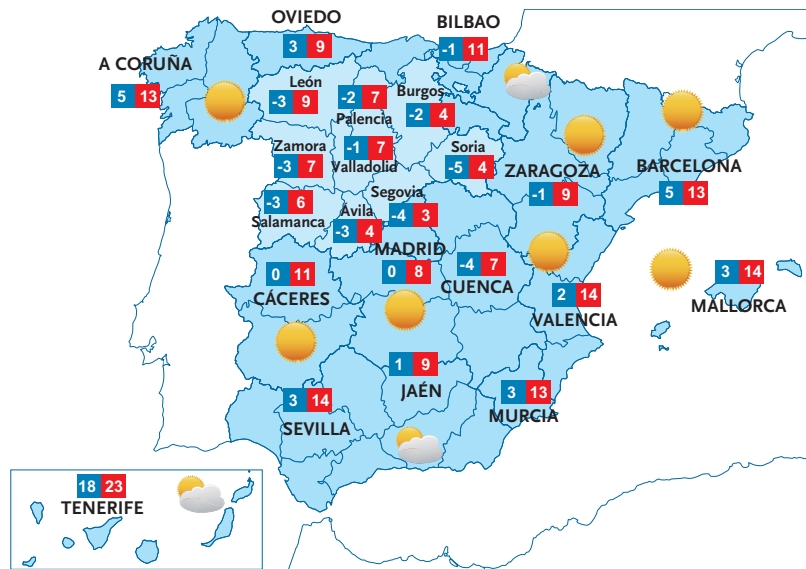 OVIEDO
3 9
BILBAO
-1 11
A CORUÑA
5 13
León
-3 9
-2 7
Palencia
Burgos
-2 4
Zamora
-3 7
-1 7
Valladolid
Soria
-5 4
ZARAGOZA
-1 9
BARCELONA
5 13
-3 6
Salamanca
Ávila
-3 4
Segovia
-4 3
MADRID
0 8
-4 7
CUENCA
0 11
CÁCERES
2 14
VALENCIA
3 14
MALLORCA
1 9
JAÉN
3 14
SEVILLA
3 13
MURCIA
18 23
TENERIFE